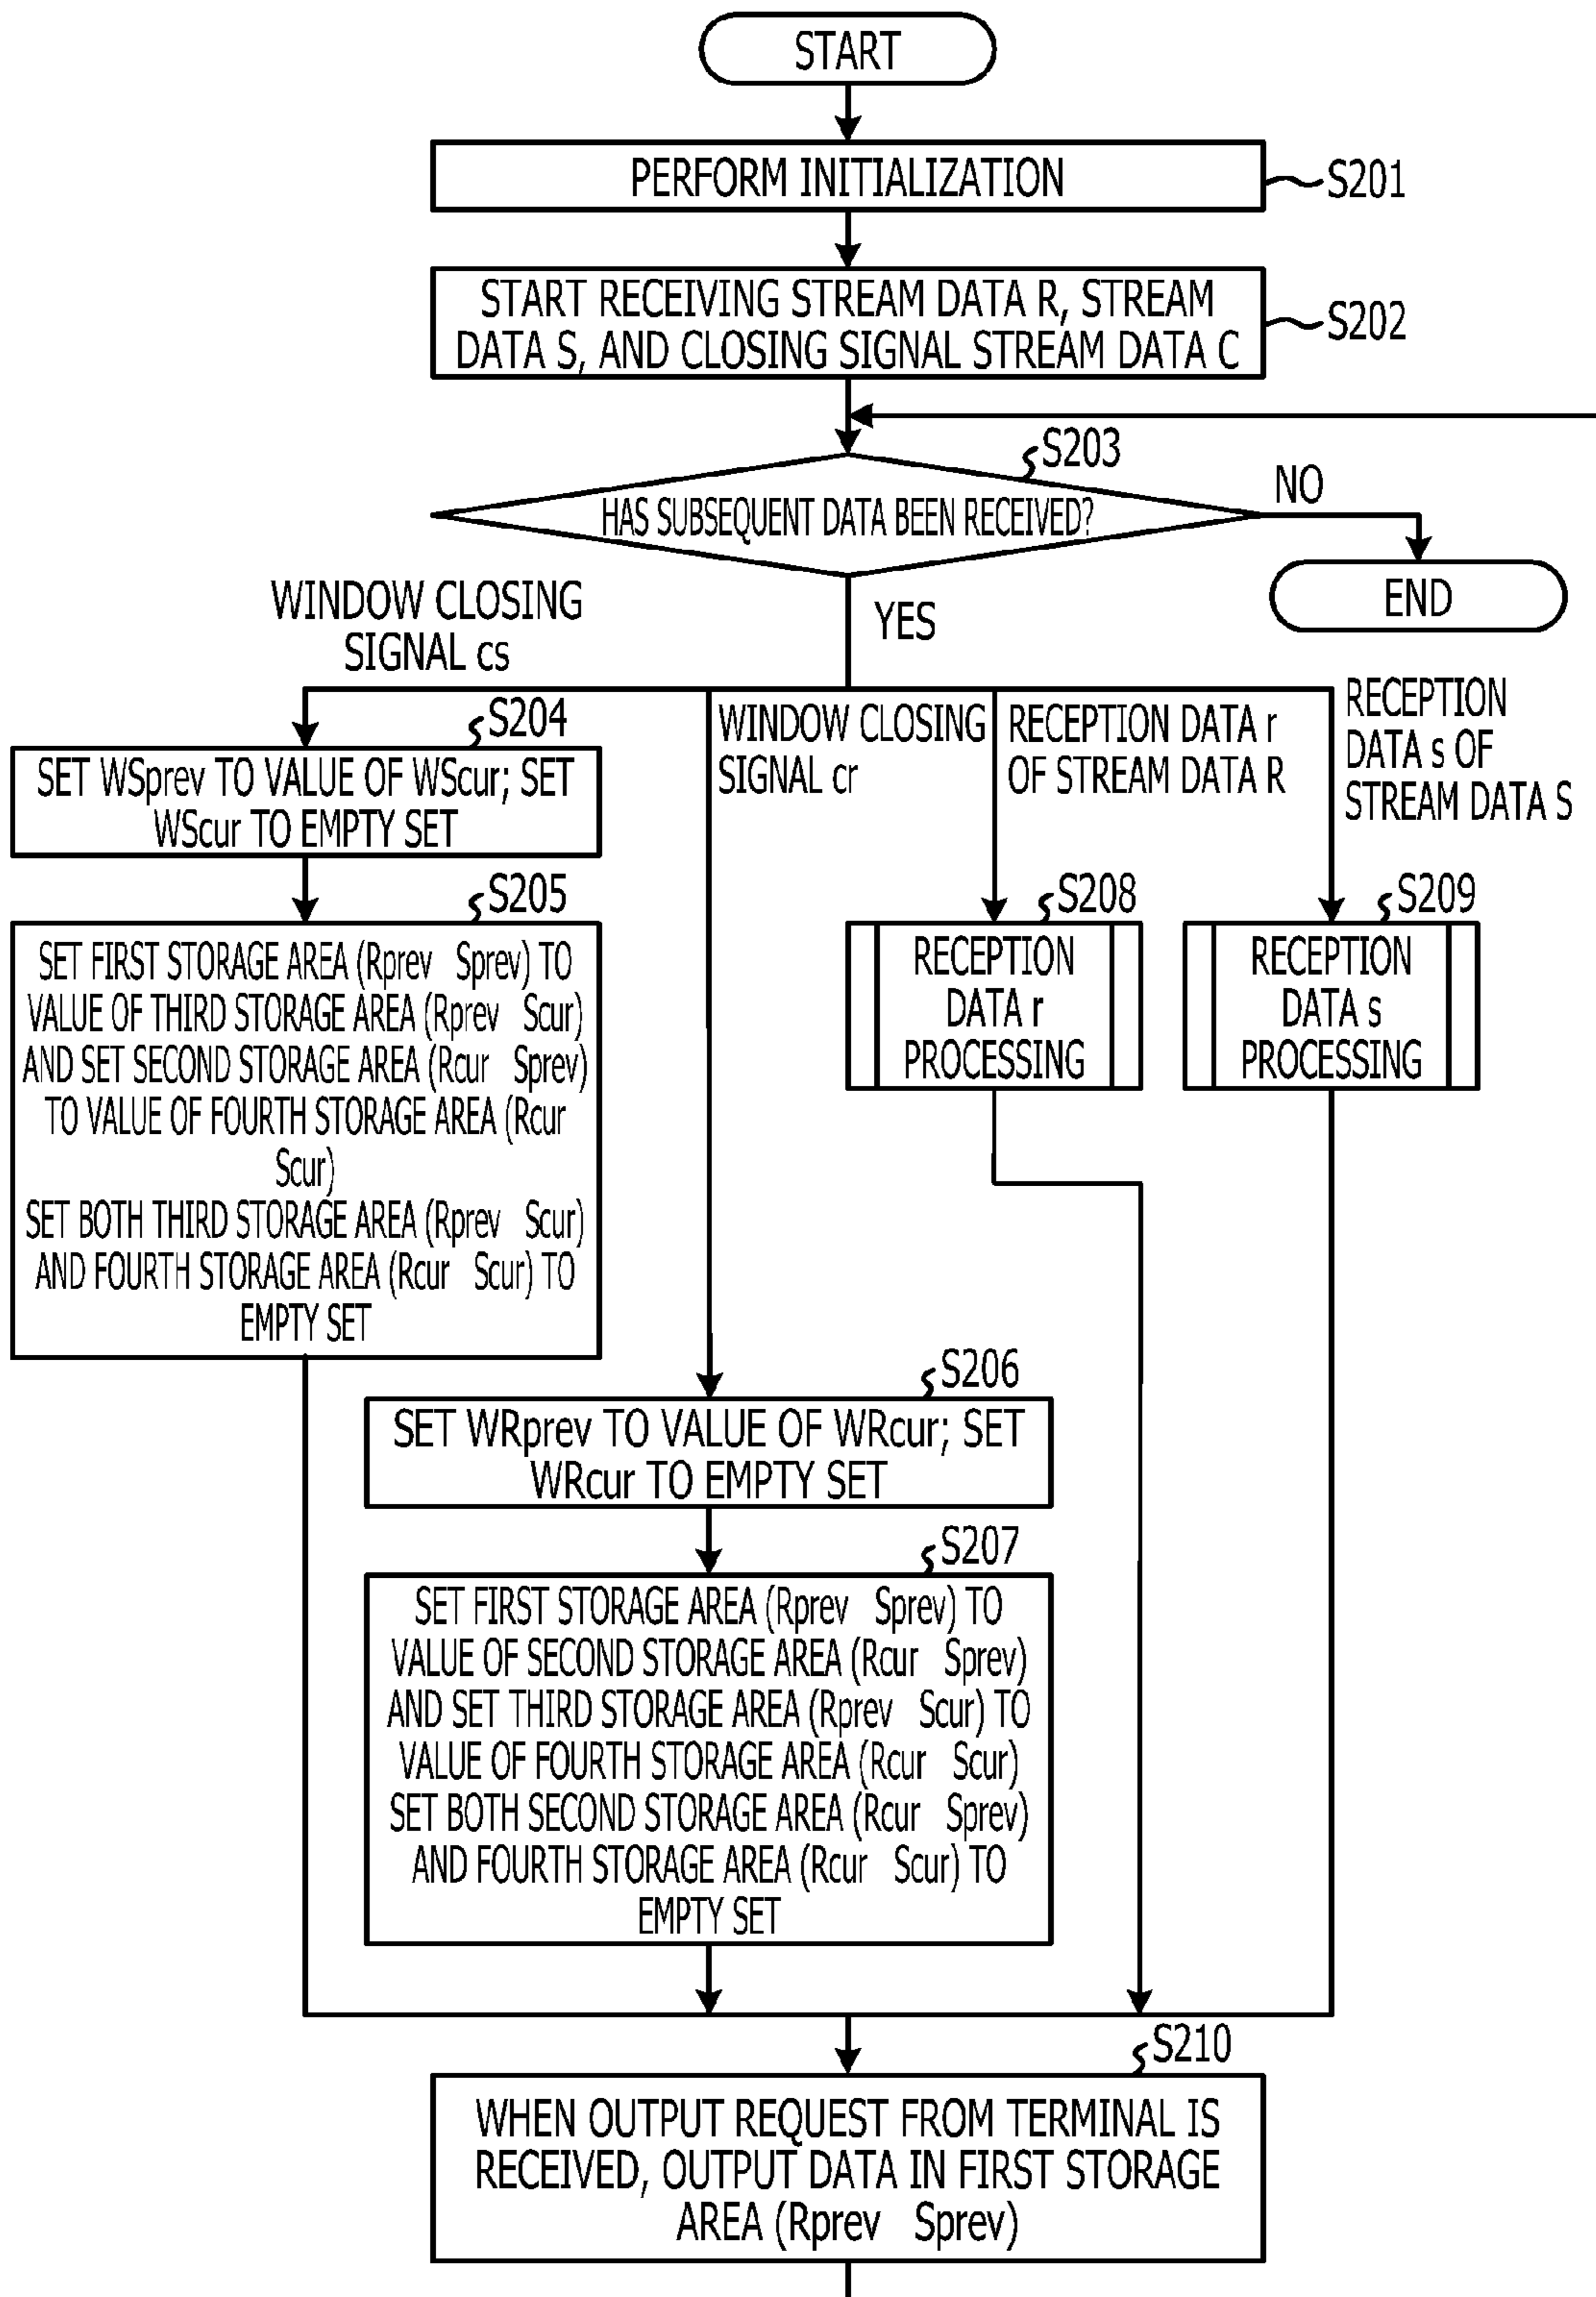 START
PERFORM INITIALIZATION
S201
START RECEIVING STREAM DATA R, STREAM
DATA S, AND CLOSING SIGNAL STREAM DATA C
S202
S203
HAS SUBSEQUENT DATA BEEN RECEIVED?
NO
END
YES
WINDOW CLOSING
SIGNAL cs
S204
SET WSprev TO VALUE OF WScur; SET
WScur TO EMPTY SET
S205
SET FIRST STORAGE AREA (Rprev Sprev) TO
VALUE OF THIRD STORAGE AREA (Rprev Scur)
AND SET SECOND STORAGE AREA (Rcur Sprev)
TO VALUE OF FOURTH STORAGE AREA (Rcur
Scur)
SET BOTH THIRD STORAGE AREA (Rprev Scur)
AND FOURTH STORAGE AREA (Rcur Scur) TO
EMPTY SET
WINDOW CLOSING
SIGNAL cr
S206
SET WRprev TO VALUE OF WRcur; SET
WRcur TO EMPTY SET
S207
SET FIRST STORAGE AREA (Rprev Sprev) TO
VALUE OF SECOND STORAGE AREA (Rcur Sprev)
AND SET THIRD STORAGE AREA (Rprev Scur) TO
VALUE OF FOURTH STORAGE AREA (Rcur Scur)
SET BOTH SECOND STORAGE AREA (Rcur Sprev)
AND FOURTH STORAGE AREA (Rcur Scur) TO
EMPTY SET
RECEPTION DATA r
OF STREAM DATA R
S208
RECEPTION
DATA r
PROCESSING
RECEPTION
DATA s OF
STREAM DATA S
S209
RECEPTION
DATA s
PROCESSING
S210
WHEN OUTPUT REQUEST FROM TERMINAL IS
RECEIVED, OUTPUT DATA IN FIRST STORAGE
AREA (Rprev Sprev)